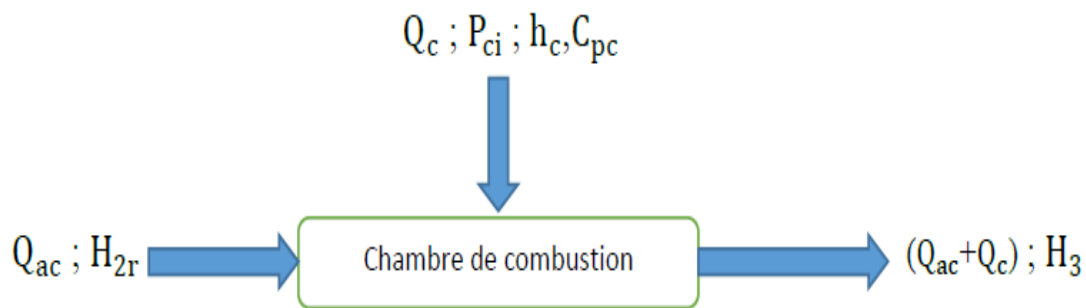 Q_c ; P_ci ; h_c,C_pc
Q_ac ; H_2r
Chambre de combustion
(Q_ac+Q_c) ; H_3